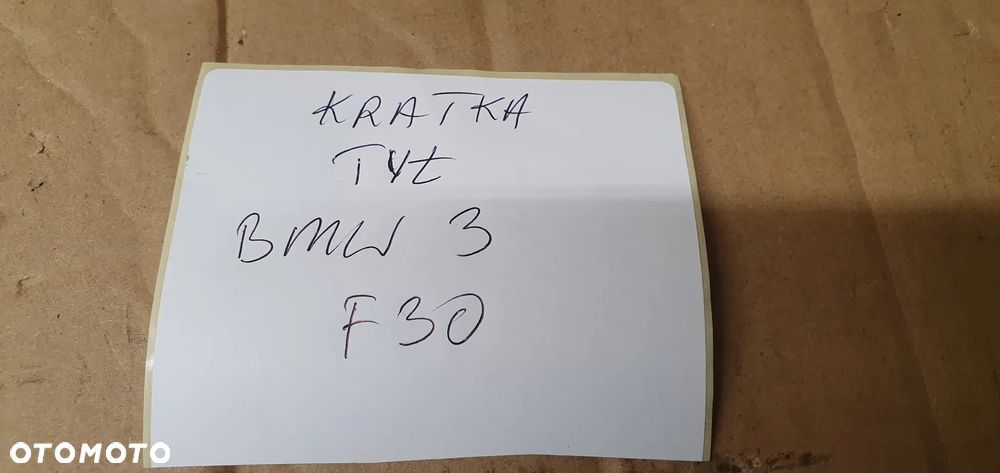 KRATKA
TYŁ
BMW 3
F30
OTOMOTO